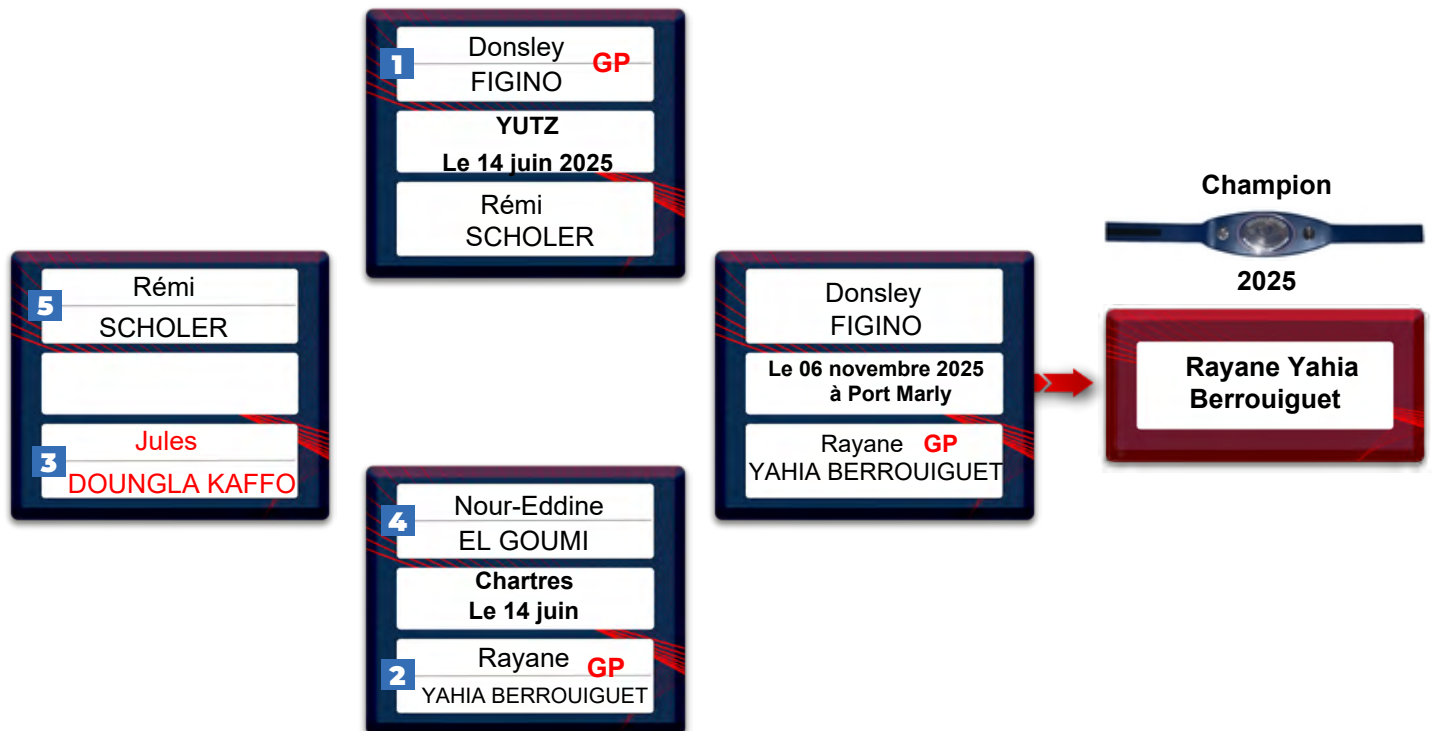 5
Rémi
SCHOLER
3
Jules
DOUNGLA KAFFO
1
Donsley
GP
FIGINO
YUTZ
Le 14 juin 2025
Rémi
SCHOLER
4
Nour-Eddine
EL GOUMI
Chartres
Le 14 juin
2
Rayane
GP
YAHIA BERROUIGUET
Donsley
FIGINO
Le 06 novembre 2025
à Port Marly
Rayane GP
YAHIA BERROUIGUET
Champion
2025
Rayane Yahia
Berrouiguet